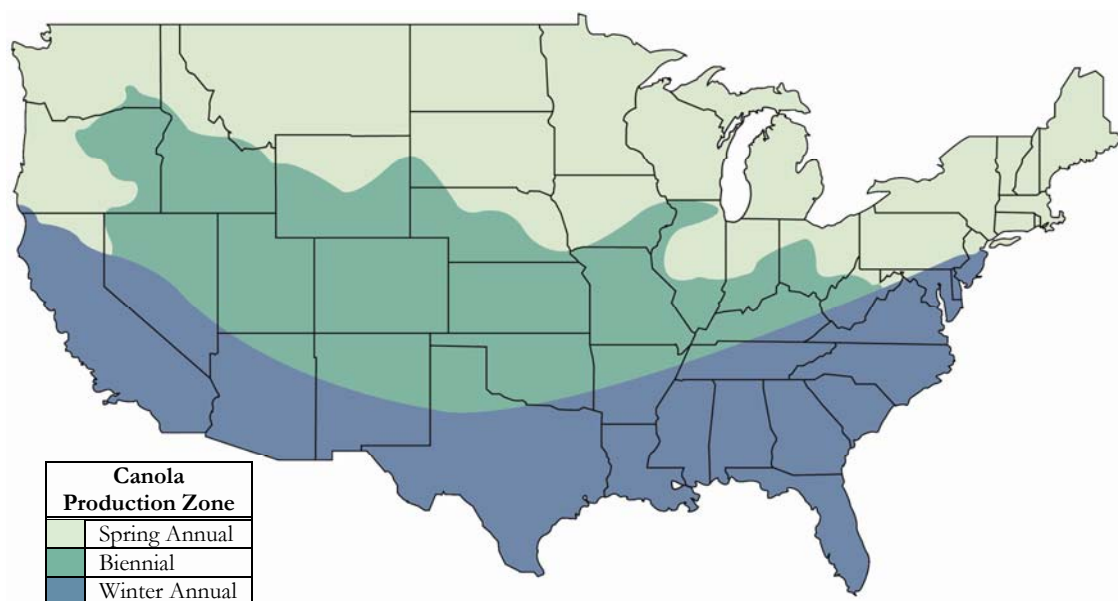 Canola
Production Zone
Spring Annual
Biennial
Winter Annual